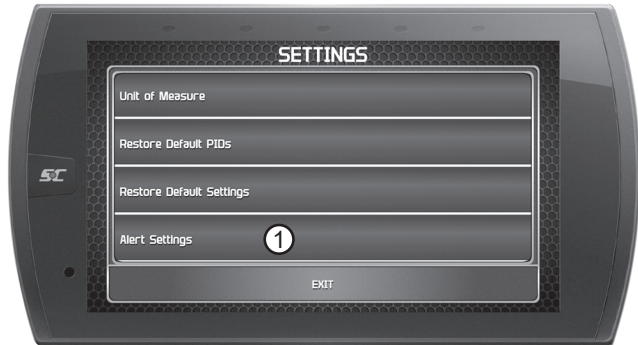 SETTINGS
Unit of Measure
Restore Default PIDs
SC
Restore Default Settings
Alert Settings
1
EXIT